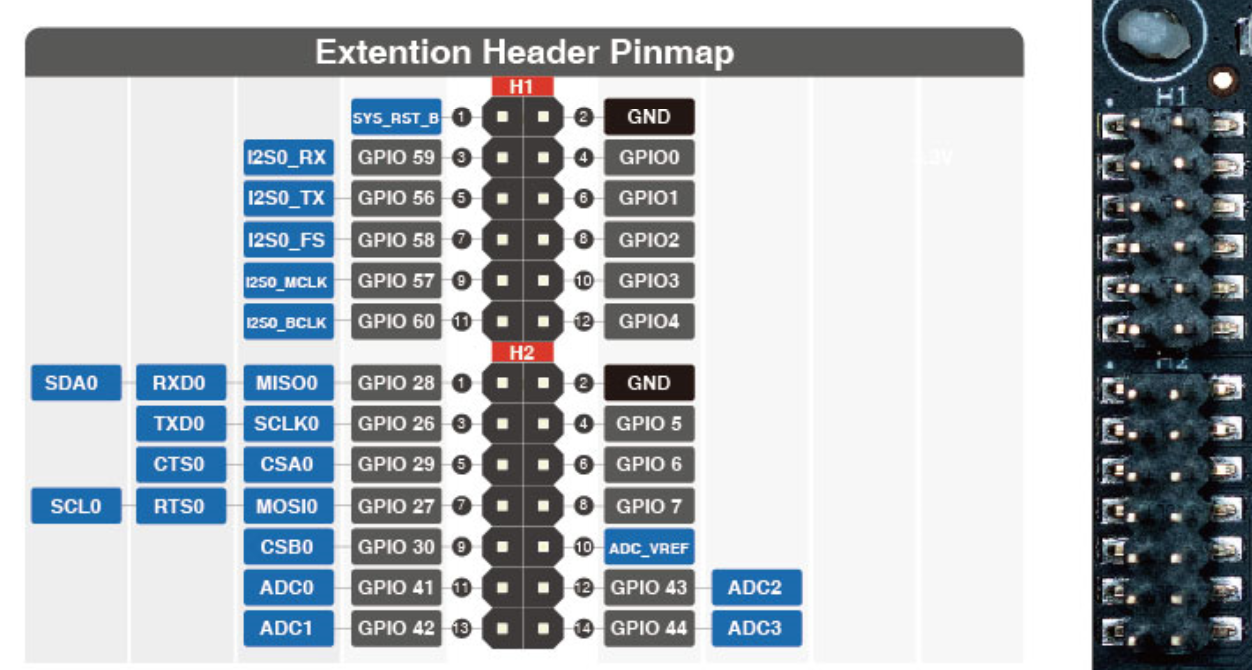 Extention Header Pinmap
H1
SYS_RST_B 1 2 GND
I2S0_RX GPIO 59 3 4 GPIO0
3.3V
I2S0_TX GPIO 56 5 6 GPIO1
I2S0_FS GPIO 58 7 8 GPIO2
I2S0_MCLK GPIO 57 9 10 GPIO3
I2S0_BCLK GPIO 60 11 12 GPIO4
H2
SDA0 RXD0 MISO0 GPIO 28 1 2 GND
TXD0 SCLK0 GPIO 26 3 4 GPIO 5
CTS0 CSA0 GPIO 29 5 6 GPIO 6
SCL0 RTS0 MOSI0 GPIO 27 7 8 GPIO 7
CSB0 GPIO 30 9 10 ADC_VREF
ADC0 GPIO 41 11 12 GPIO 43 ADC2
ADC1 GPIO 42 13 14 GPIO 44 ADC3
H1
H2